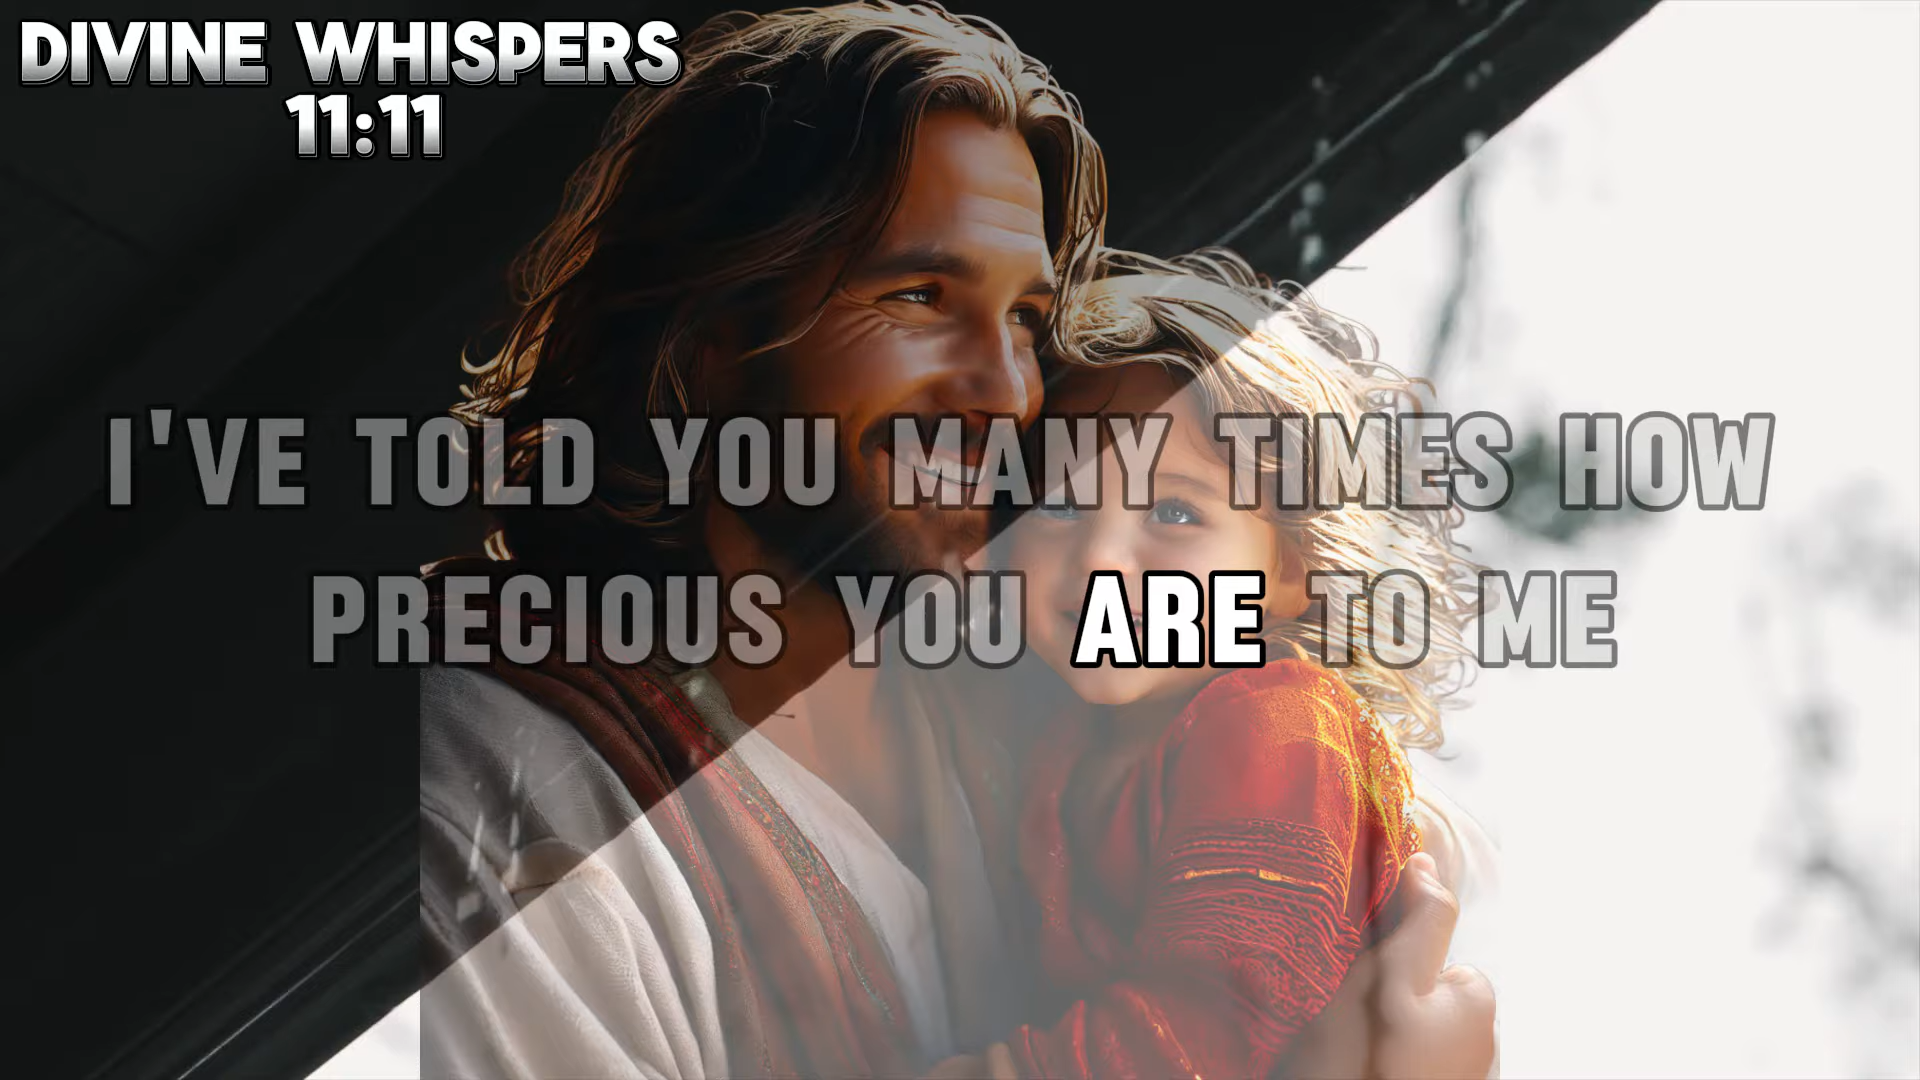 DIVINE WHISPERS
11:11
I'VE TOLD YOU MANY TIMES HOW
PRECIOUS YOU ARE TO ME